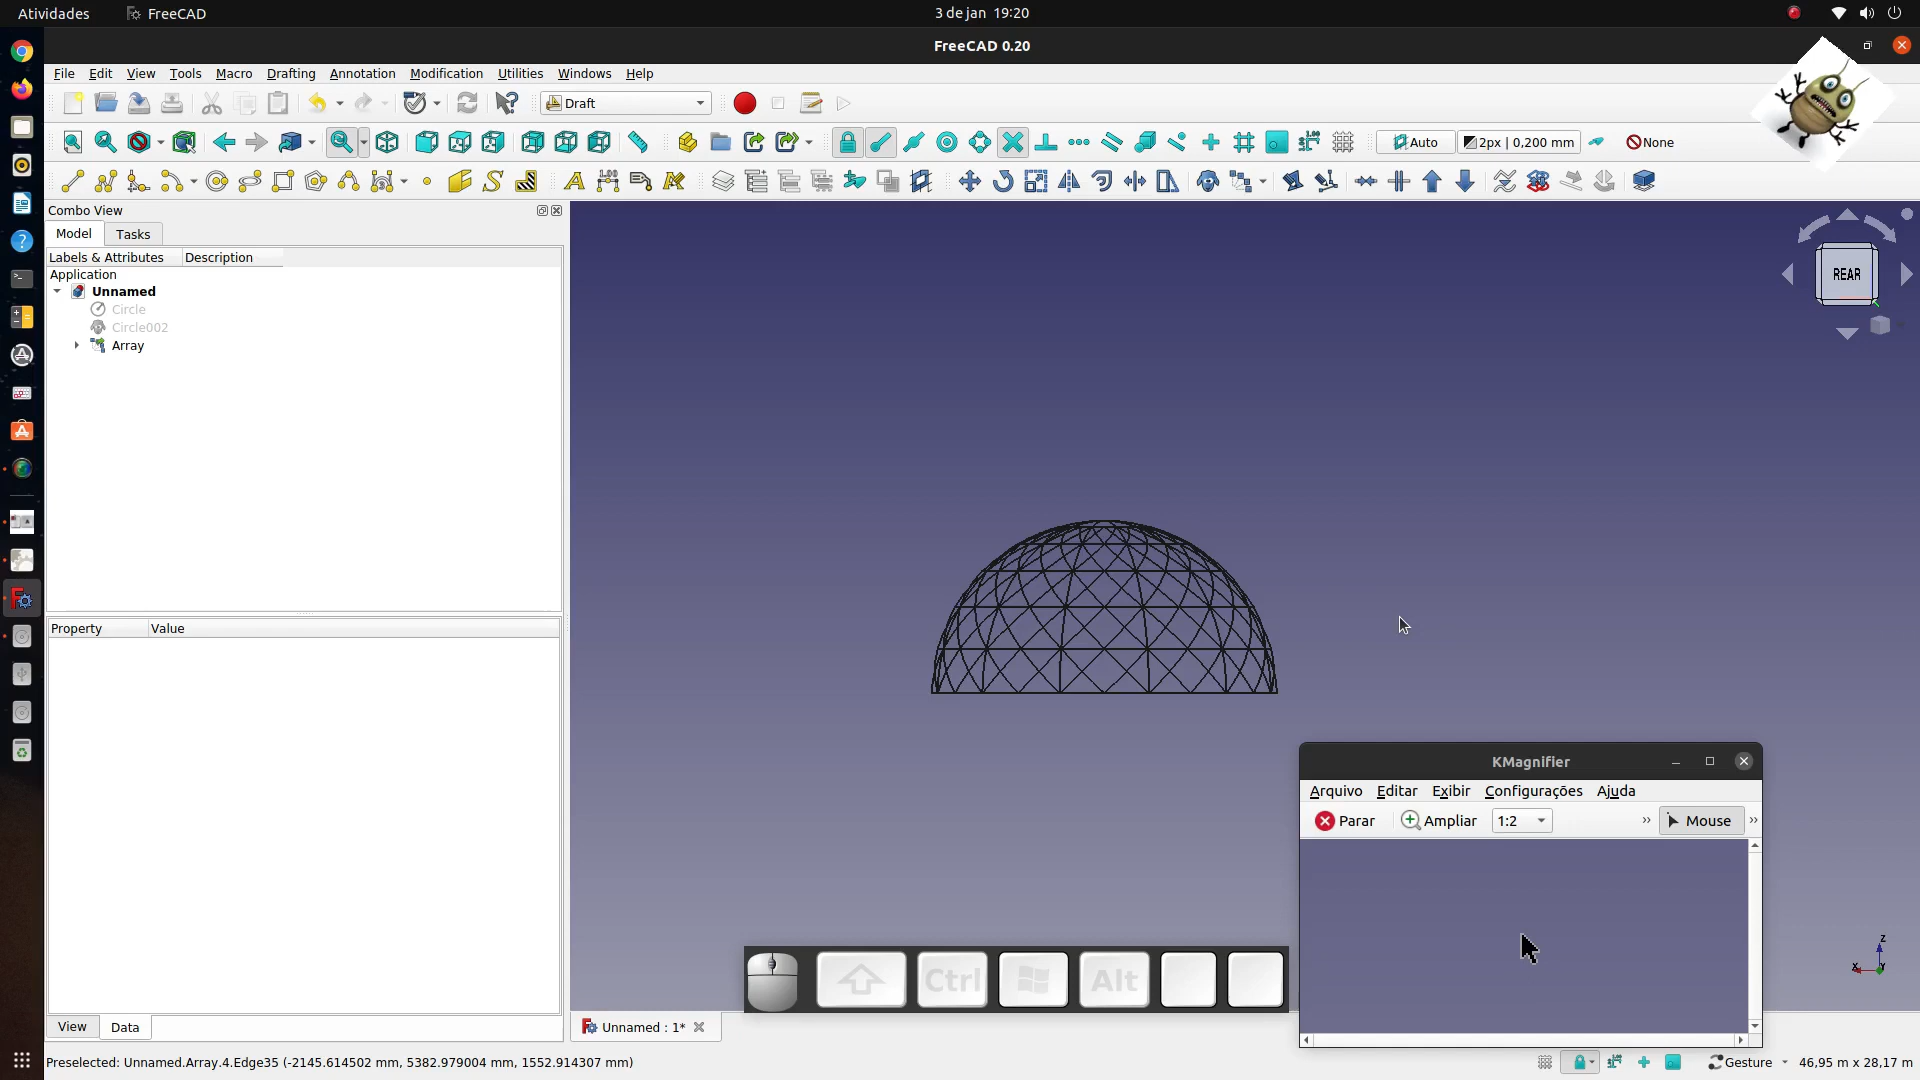 Atividades
FreeCAD
3 de jan 19:20
FreeCAD 0.20
File Edit View Tools Macro Drafting Annotation Modification Utilities Windows Help
Draft
Auto
2px | 0,200 mm
None
Combo View
Model
Tasks
Labels & Attributes
Description
Application
Unnamed
Circle
Circle002
Array
REAR
Property
Value
KMagnifier
Arquivo Editar Exibir Configurações Ajuda
Parar
Ampliar
1:2
Mouse
Ctrl
Alt
Z
X
Y
View
Data
Unnamed : 1*
Preselected: Unnamed.Array.4.Edge35 (-2145.614502 mm, 5382.979004 mm, 1552.914307 mm)
Gesture
46,95 m x 28,17 m